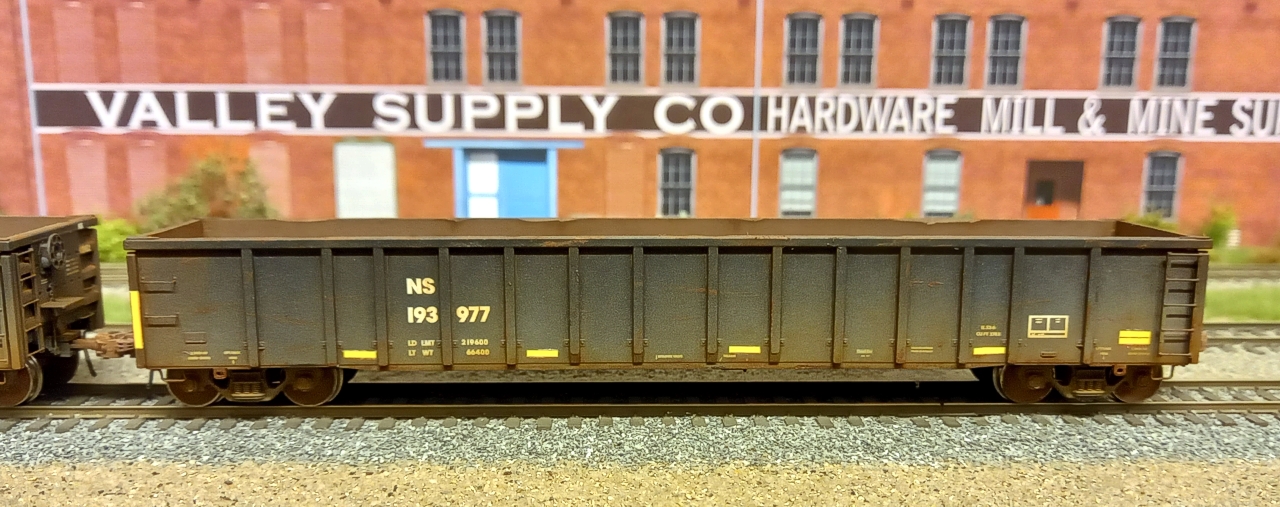 VALLEY SUPPLY CO HARDWARE MILL & MINE SU
NS
193 977
LD LMT 219600
LT WT 66400